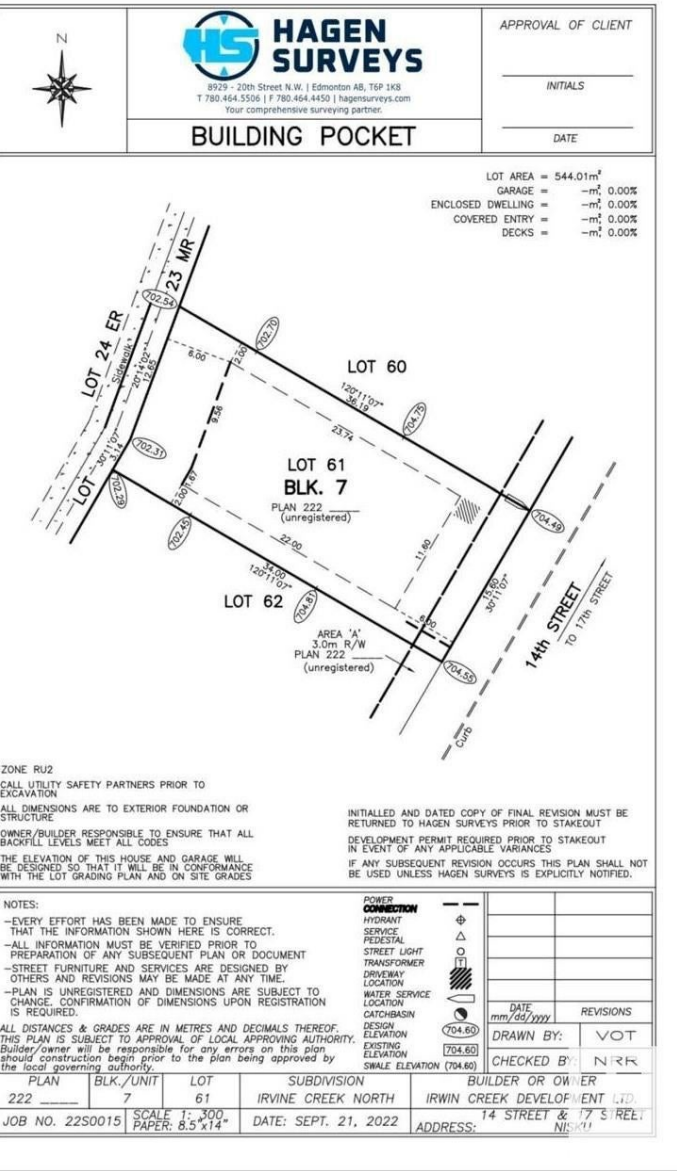 N
HS
HAGEN
SURVEYS
8929 - 20th Street N.W. | Edmonton AB, T6P 1K8
T 780.464.5506 | F 780.464.4450 | hagensurveys.com
Your comprehensive surveying partner.
BUILDING POCKET
APPROVAL OF CLIENT
INITIALS
DATE
LOT AREA = 544.01m²
GARAGE = -m², 0.00%
ENCLOSED DWELLING = -m², 0.00%
COVERED ENTRY = -m², 0.00%
DECKS = -m², 0.00%
23 MR
702.54
LOT 24 ER
Sidewalk
20°14'02"
12.65
6.00
2.00
702.70
LOT 60
120°11'07"
36.19
704.75
23.74
9.56
LOT 61
BLK. 7
PLAN 222 ____
(unregistered)
30°11'07"
3.14
702.31
LOT
702.29
2.00
1.67
702.45
22.00
34.00
120°11'07"
704.81
11.60
704.49
15.60
30°11'07"
LOT 62
6.00
AREA 'A'
3.0m R/W
PLAN 222 ____
(unregistered)
704.55
14th STREET
TO 17th STREET
Curb
ZONE RU2
CALL UTILITY SAFETY PARTNERS PRIOR TO
EXCAVATION
ALL DIMENSIONS ARE TO EXTERIOR FOUNDATION OR
STRUCTURE
OWNER/BUILDER RESPONSIBLE TO ENSURE THAT ALL
BACKFILL LEVELS MEET ALL CODES
THE ELEVATION OF THIS HOUSE AND GARAGE WILL
BE DESIGNED SO THAT IT WILL BE IN CONFORMANCE
WITH THE LOT GRADING PLAN AND ON SITE GRADES
INITIALLED AND DATED COPY OF FINAL REVISION MUST BE
RETURNED TO HAGEN SURVEYS PRIOR TO STAKEOUT
DEVELOPMENT PERMIT REQUIRED PRIOR TO STAKEOUT
IN EVENT OF ANY APPLICABLE VARIANCES
IF ANY SUBSEQUENT REVISION OCCURS THIS PLAN SHALL NOT
BE USED UNLESS HAGEN SURVEYS IS EXPLICITLY NOTIFIED.
NOTES:
-EVERY EFFORT HAS BEEN MADE TO ENSURE
THAT THE INFORMATION SHOWN HERE IS CORRECT.
-ALL INFORMATION MUST BE VERIFIED PRIOR TO
PREPARATION OF ANY SUBSEQUENT PLAN OR DOCUMENT
-STREET FURNITURE AND SERVICES ARE DESIGNED BY
OTHERS AND REVISIONS MAY BE MADE AT ANY TIME.
-PLAN IS UNREGISTERED AND DIMENSIONS ARE SUBJECT TO
CHANGE. CONFIRMATION OF DIMENSIONS UPON REGISTRATION
IS REQUIRED.
ALL DISTANCES & GRADES ARE IN METRES AND DECIMALS THEREOF.
THIS PLAN IS SUBJECT TO APPROVAL OF LOCAL APPROVING AUTHORITY.
Builder/owner will be responsible for any errors on this plan
should construction begin prior to the plan being approved by
the local governing authority.
POWER
CONNECTION
HYDRANT
SERVICE
PEDESTAL
STREET LIGHT
TRANSFORMER T
DRIVEWAY
LOCATION
WATER SERVICE
LOCATION
CATCHBASIN
DESIGN
ELEVATION 704.60
EXISTING
ELEVATION 704.60
SWALE ELEVATION (704.60)
DATE
mm/dd/yyyy
REVISIONS
DRAWN BY: VOT
CHECKED BY: NRR
PLAN
222 ____
BLK./UNIT
7
LOT
61
SUBDIVISION
IRVINE CREEK NORTH
BUILDER OR OWNER
IRWIN CREEK DEVELOPMENT LTD.
JOB NO. 22S0015
SCALE 1: 300
PAPER: 8.5"x14"
DATE: SEPT. 21, 2022
ADDRESS:
14 STREET & 17 STREET
NISKU